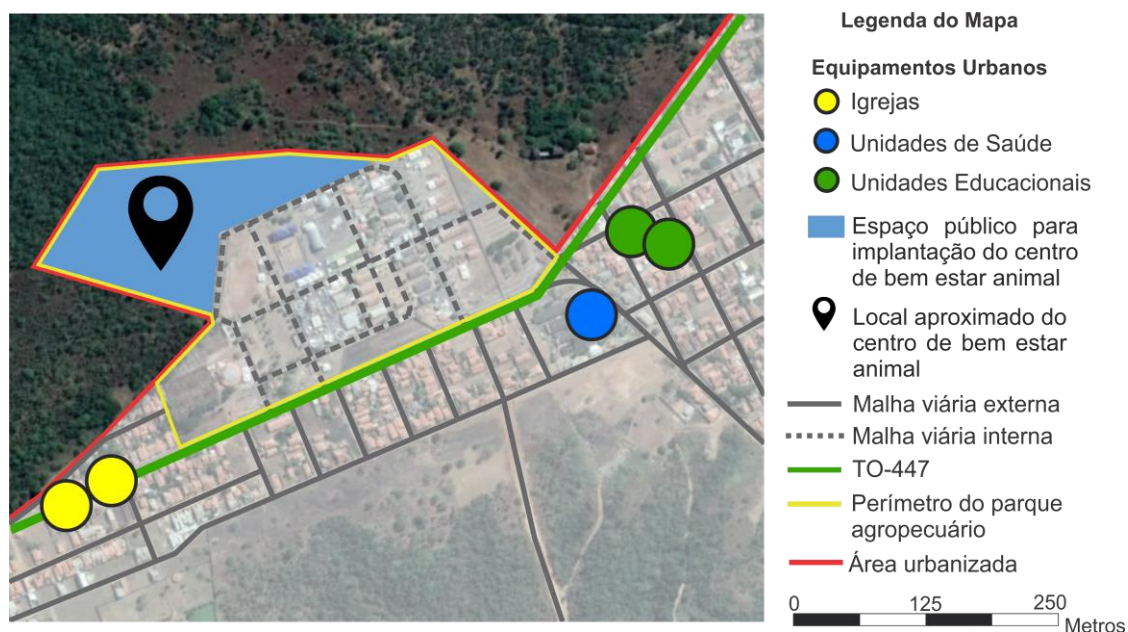 Legenda do Mapa
Equipamentos Urbanos
Igrejas
Unidades de Saúde
Unidades Educacionais
Espaço público para
implantação do centro
de bem estar animal
Local aproximado do
centro de bem estar
animal
Malha viária externa
Malha viária interna
TO-447
Perímetro do parque
agropecuário
Área urbanizada
0 125 250
Metros